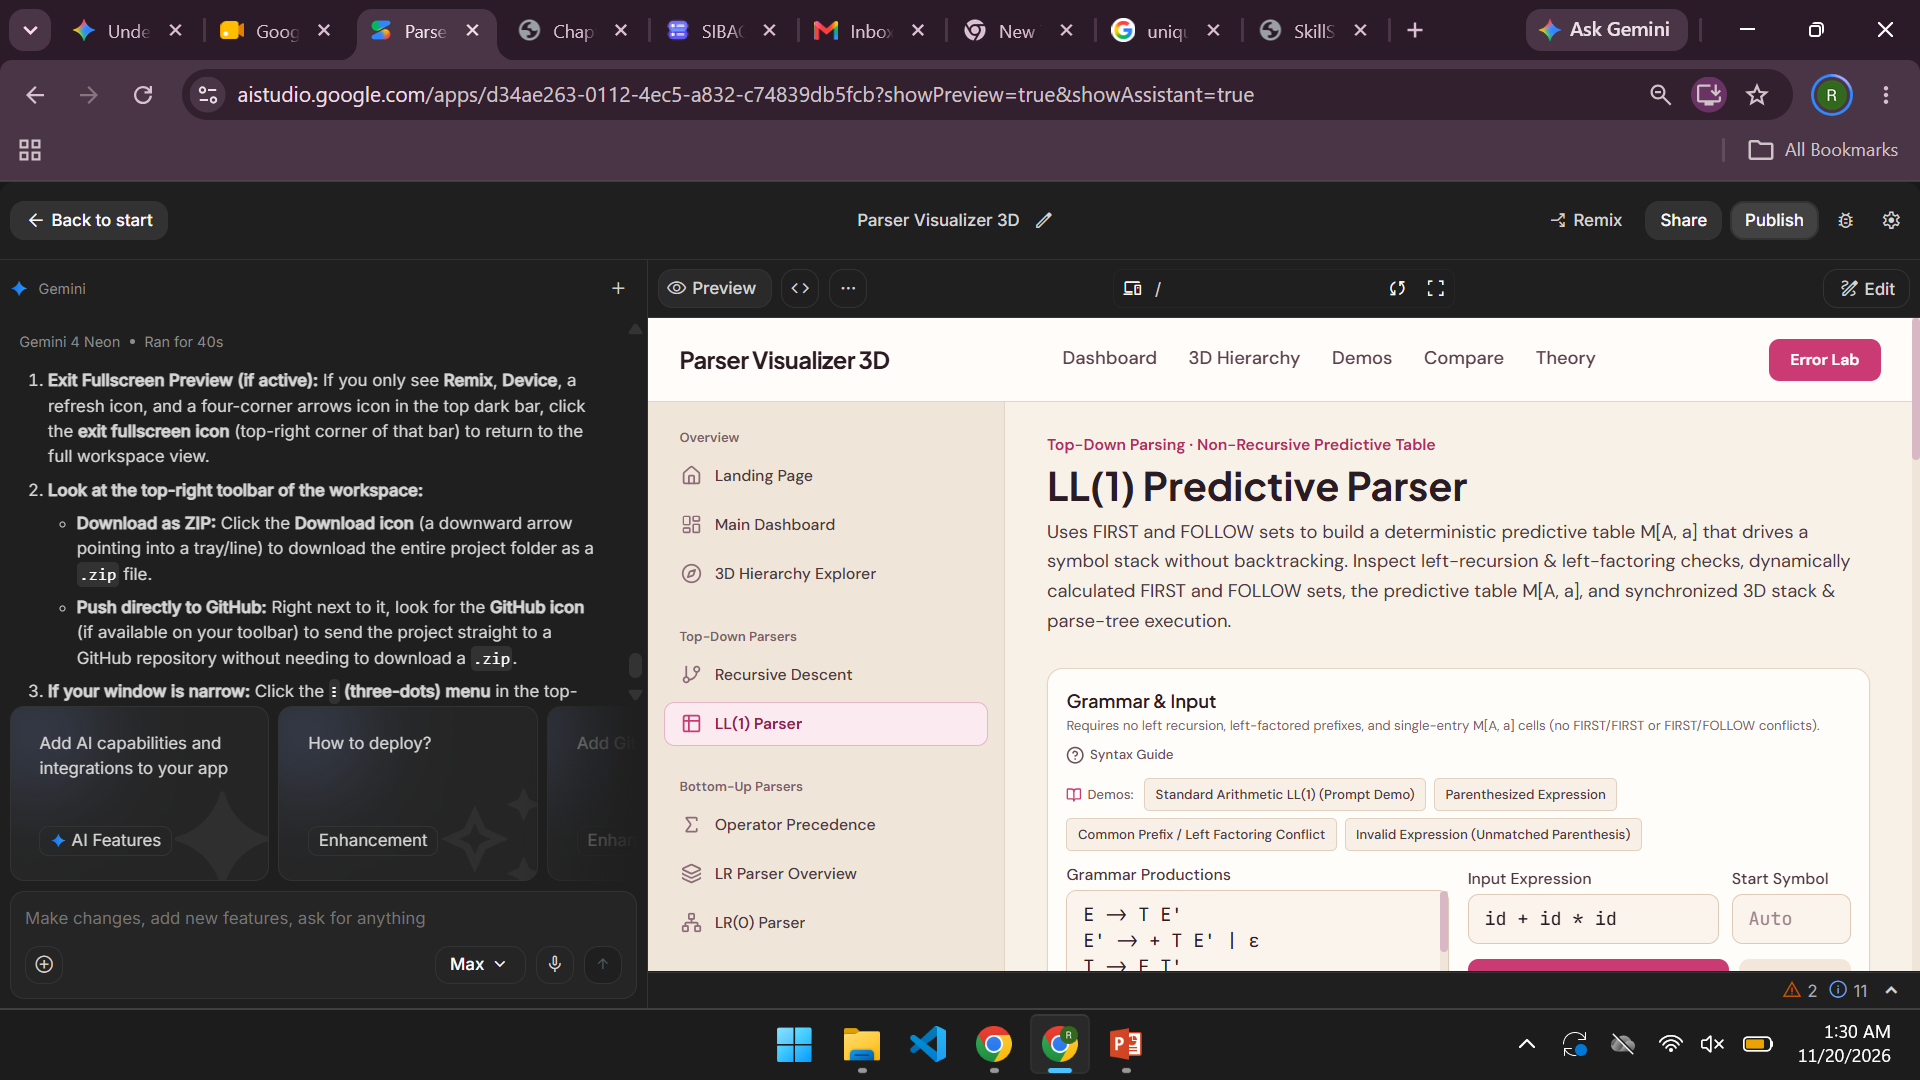 Unde
Goog
Parse
Chap
SIBA
Inbox
New
uniqu
SkillS
Ask Gemini
aistudio.google.com/apps/d34ae263-0112-4ec5-a832-c74839db5fcb?showPreview=true&showAssistant=true
R
All Bookmarks
Back to start
Parser Visualizer 3D
Remix
Share
Publish
Gemini
Preview
/
Edit
Gemini 4 Neon • Ran for 40s
1. Exit Fullscreen Preview (if active): If you only see Remix, Device, a
refresh icon, and a four-corner arrows icon in the top dark bar, click
the exit fullscreen icon (top-right corner of that bar) to return to the
full workspace view.
2. Look at the top-right toolbar of the workspace:
Download as ZIP: Click the Download icon (a downward arrow
pointing into a tray/line) to download the entire project folder as a
.zip file.
Push directly to GitHub: Right next to it, look for the GitHub icon
(if available on your toolbar) to send the project straight to a
GitHub repository without needing to download a .zip.
3. If your window is narrow: Click the ⋮ (three-dots) menu in the top-
Add AI capabilities and
integrations to your app
AI Features
How to deploy?
Enhancement
Add Gi
Enhan
Make changes, add new features, ask for anything
Max
Parser Visualizer 3D
Dashboard
3D Hierarchy
Demos
Compare
Theory
Error Lab
Overview
Landing Page
Main Dashboard
3D Hierarchy Explorer
Top-Down Parsers
Recursive Descent
LL(1) Parser
Bottom-Up Parsers
Operator Precedence
LR Parser Overview
LR(0) Parser
Top-Down Parsing · Non-Recursive Predictive Table
LL(1) Predictive Parser
Uses FIRST and FOLLOW sets to build a deterministic predictive table M[A, a] that drives a
symbol stack without backtracking. Inspect left-recursion & left-factoring checks, dynamically
calculated FIRST and FOLLOW sets, the predictive table M[A, a], and synchronized 3D stack &
parse-tree execution.
Grammar & Input
Requires no left recursion, left-factored prefixes, and single-entry M[A, a] cells (no FIRST/FIRST or FIRST/FOLLOW conflicts).
Syntax Guide
Demos:
Standard Arithmetic LL(1) (Prompt Demo)
Parenthesized Expression
Common Prefix / Left Factoring Conflict
Invalid Expression (Unmatched Parenthesis)
Grammar Productions
E → T E'
E' → + T E' | ε
T → F T'
Input Expression
id + id * id
Start Symbol
Auto
2
11
R
P
1:30 AM
11/20/2026